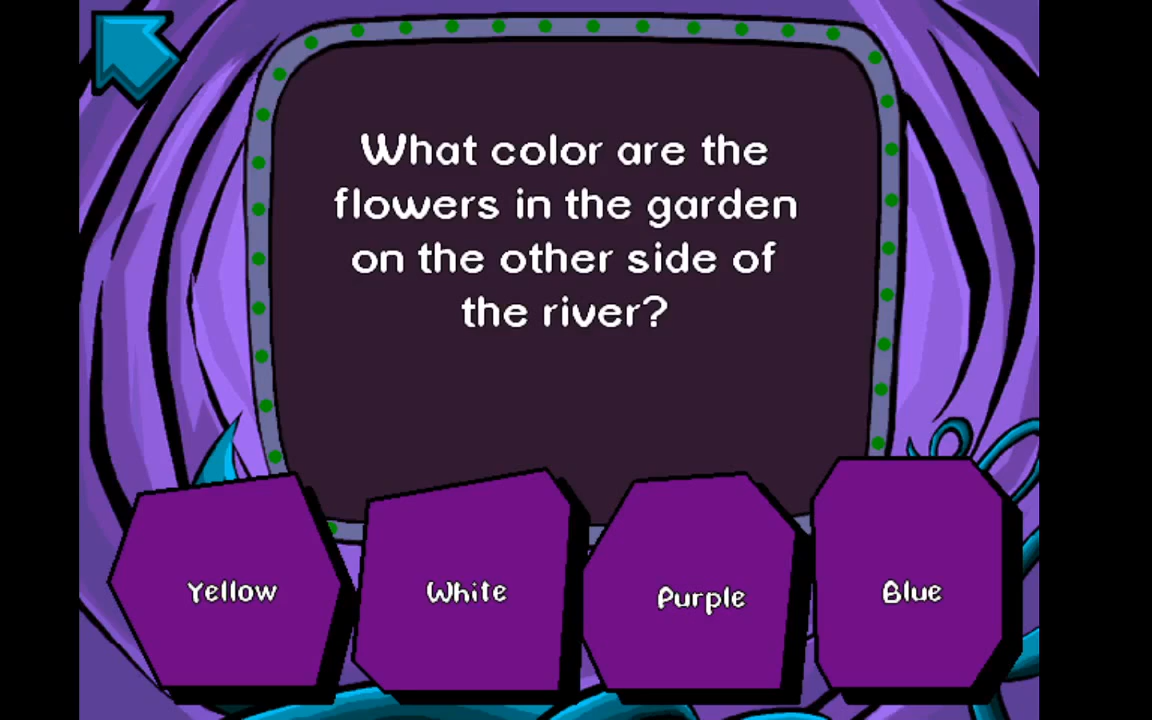 What color are the
flowers in the garden
on the other side of
the river?
Yellow
White
Purple
Blue